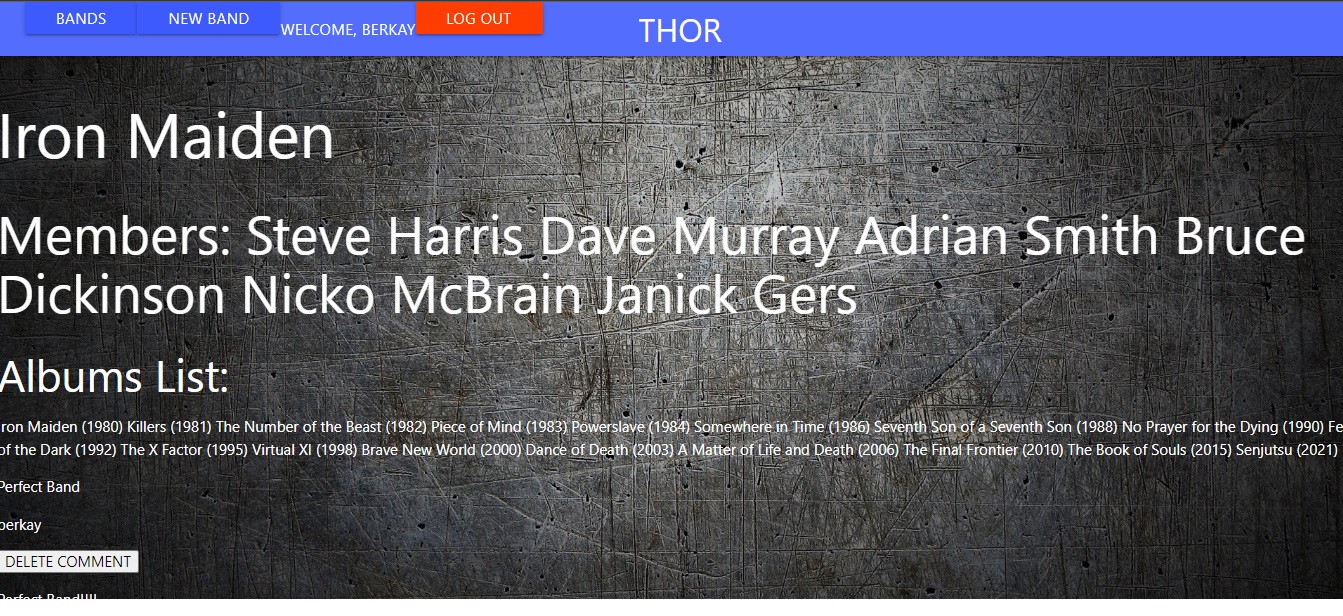 BANDS NEW BAND WELCOME, BERKAY LOG OUT THOR
Iron Maiden
Members: Steve Harris Dave Murray Adrian Smith Bruce
Dickinson Nicko McBrain Janick Gers
Albums List:
Iron Maiden (1980) Killers (1981) The Number of the Beast (1982) Piece of Mind (1983) Powerslave (1984) Somewhere in Time (1986) Seventh Son of a Seventh Son (1988) No Prayer for the Dying (1990) Fe
of the Dark (1992) The X Factor (1995) Virtual XI (1998) Brave New World (2000) Dance of Death (2003) A Matter of Life and Death (2006) The Final Frontier (2010) The Book of Souls (2015) Senjutsu (2021)
Perfect Band
berkay
DELETE COMMENT
Perfect Band!!!!